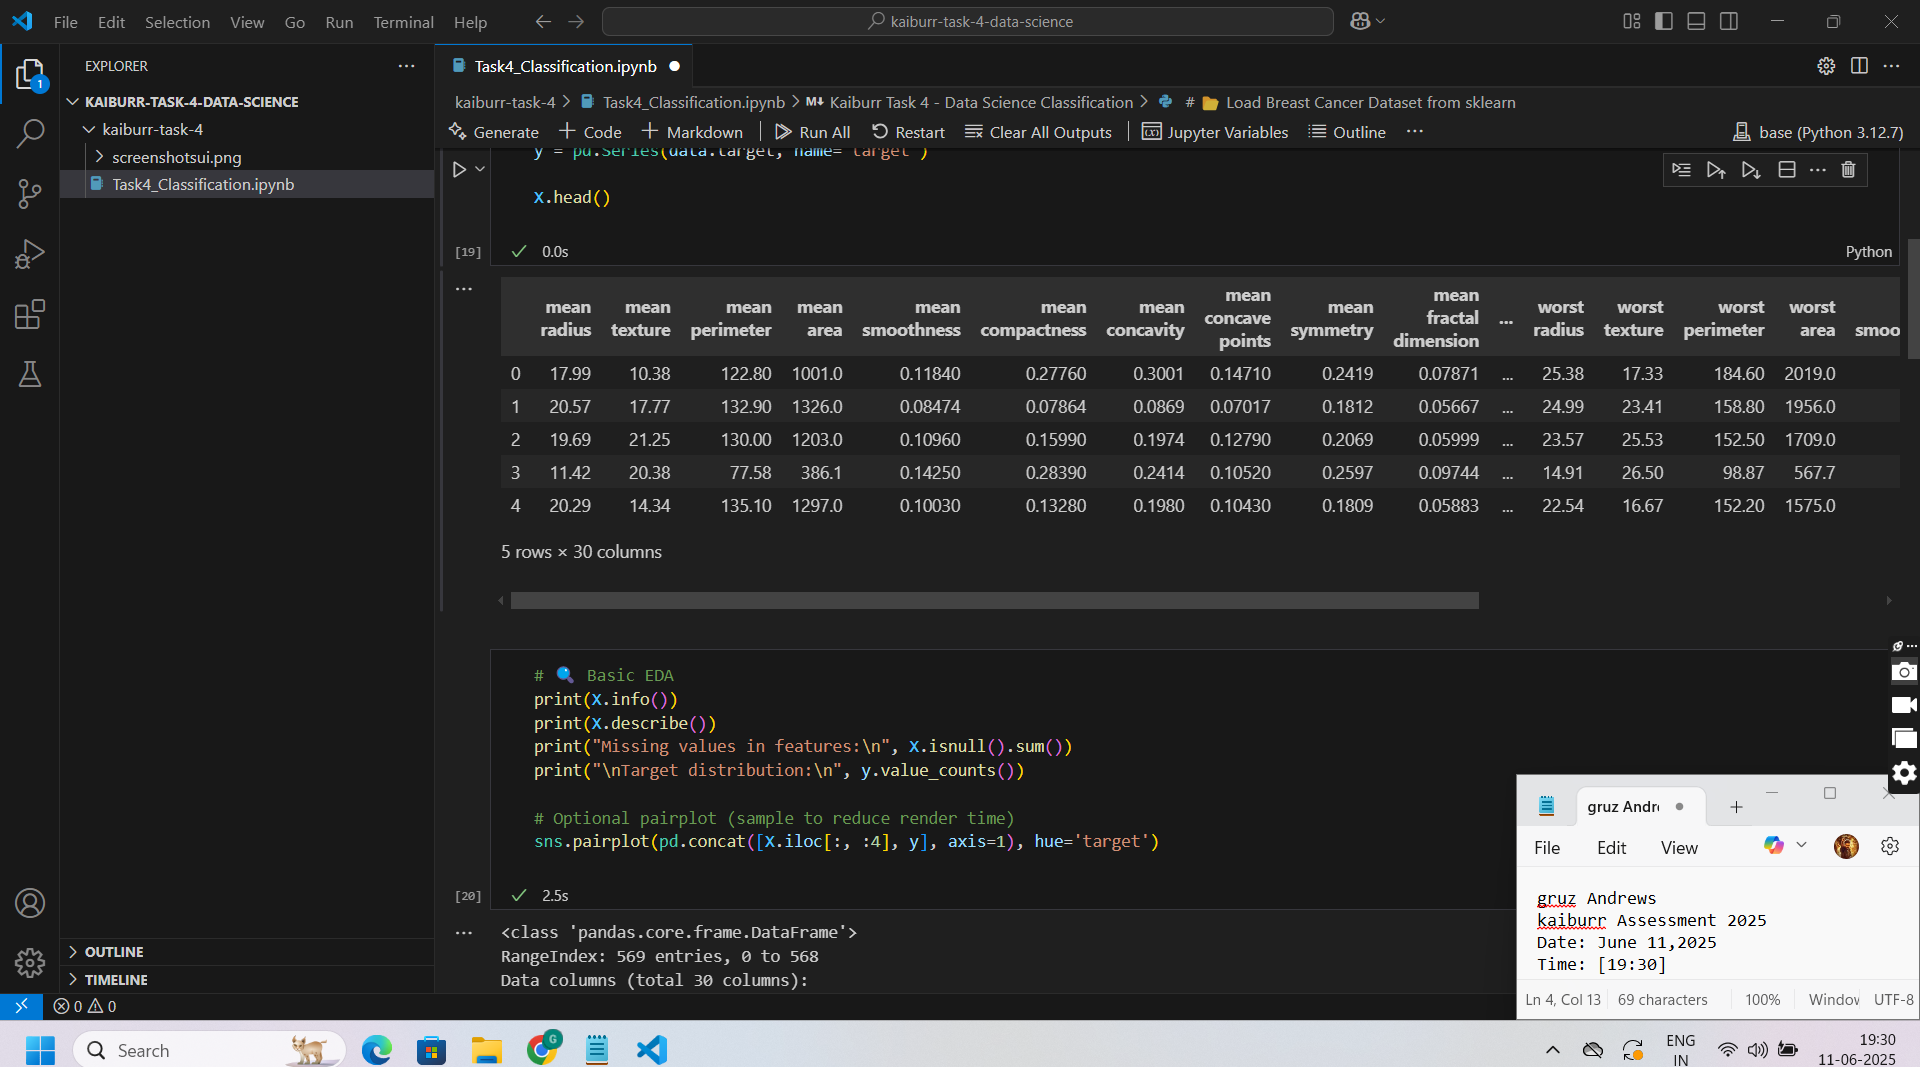 File Edit Selection View Go Run Terminal Help
kaiburr-task-4-data-science
EXPLORER
1
KAIBURR-TASK-4-DATA-SCIENCE
kaiburr-task-4
screenshotsui.png
Task4_Classification.ipynb
OUTLINE
TIMELINE
Task4_Classification.ipynb
kaiburr-task-4 > Task4_Classification.ipynb > M↓ Kaiburr Task 4 - Data Science Classification > # Load Breast Cancer Dataset from sklearn
Generate + Code + Markdown Run All Restart Clear All Outputs Jupyter Variables Outline ... base (Python 3.12.7)
y = pd.Series(data.target, name='target')
X.head()
[19] 0.0s Python
mean radius mean texture mean perimeter mean area mean smoothness mean compactness mean concavity mean concave points mean symmetry mean fractal dimension ... worst radius worst texture worst perimeter worst area smoo
0 17.99 10.38 122.80 1001.0 0.11840 0.27760 0.3001 0.14710 0.2419 0.07871 ... 25.38 17.33 184.60 2019.0
1 20.57 17.77 132.90 1326.0 0.08474 0.07864 0.0869 0.07017 0.1812 0.05667 ... 24.99 23.41 158.80 1956.0
2 19.69 21.25 130.00 1203.0 0.10960 0.15990 0.1974 0.12790 0.2069 0.05999 ... 23.57 25.53 152.50 1709.0
3 11.42 20.38 77.58 386.1 0.14250 0.28390 0.2414 0.10520 0.2597 0.09744 ... 14.91 26.50 98.87 567.7
4 20.29 14.34 135.10 1297.0 0.10030 0.13280 0.1980 0.10430 0.1809 0.05883 ... 22.54 16.67 152.20 1575.0
5 rows × 30 columns
# 🔍 Basic EDA
print(X.info())
print(X.describe())
print("Missing values in features:\n", X.isnull().sum())
print("\nTarget distribution:\n", y.value_counts())
# Optional pairplot (sample to reduce render time)
sns.pairplot(pd.concat([X.iloc[:, :4], y], axis=1), hue='target')
[20] 2.5s
<class 'pandas.core.frame.DataFrame'>
RangeIndex: 569 entries, 0 to 568
Data columns (total 30 columns):
gruz Andr
File Edit View
gruz Andrews
kaiburr Assessment 2025
Date: June 11,2025
Time: [19:30]
Ln 4, Col 13 69 characters 100% Window UTF-8
0 0
Search
G
ENG
IN
19:30
11-06-2025